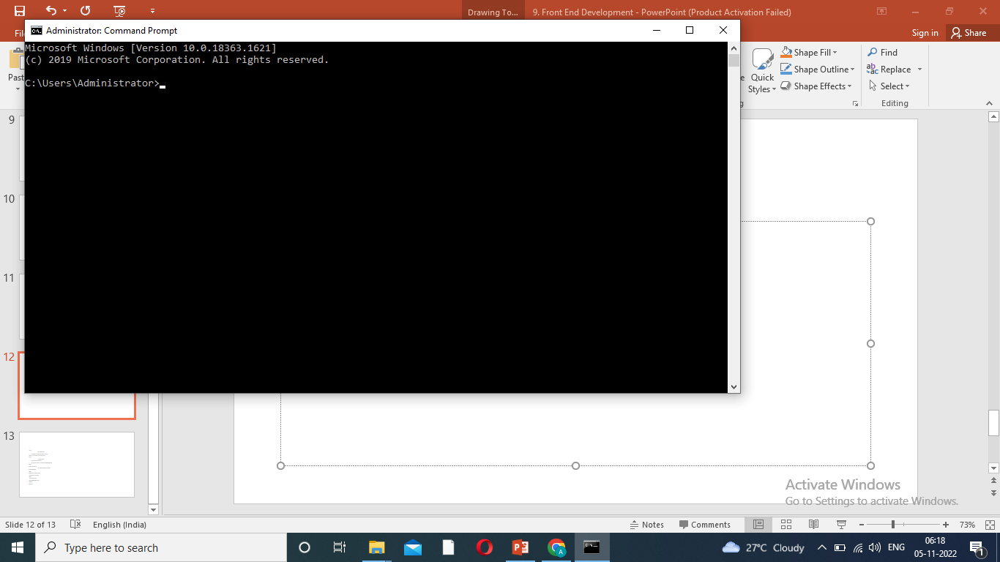 Drawing To...
9. Front End Development - PowerPoint (Product Activation Failed)
Sign in
Share
Administrator: Command Prompt
Microsoft Windows [Version 10.0.18363.1621]
(c) 2019 Microsoft Corporation. All rights reserved.
C:\Users\Administrator>
Quick
Styles
Shape Fill
Shape Outline
Shape Effects
Find
Replace
Select
Editing
9
10
11
12
13
Activate Windows
Go to Settings to activate Windows.
Slide 12 of 13
English (India)
Notes
Comments
73%
Type here to search
27°C Cloudy
ENG
06:18
05-11-2022
1